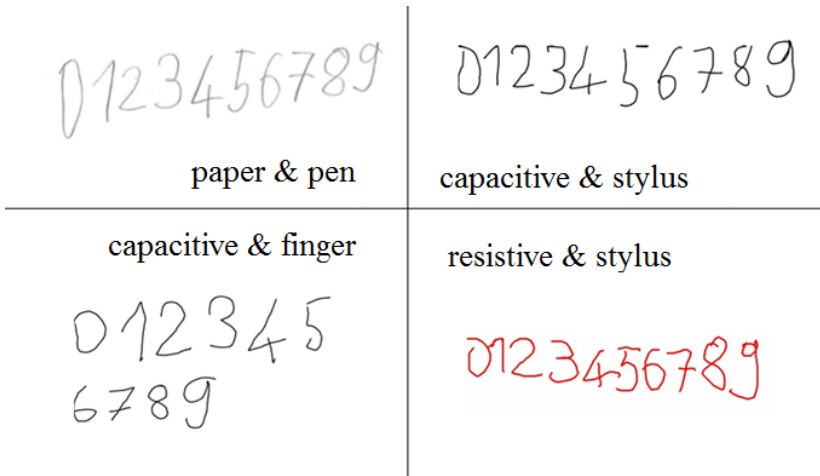 0123456789
paper & pen
0123456789
capacitive & stylus
capacitive & finger
012345
6789
resistive & stylus
0123456789